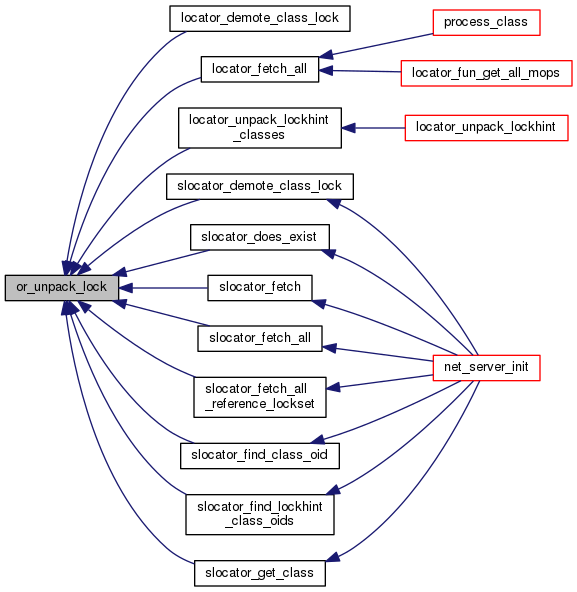 locator_demote_class_lock
process_class
locator_fetch_all
locator_fun_get_all_mops
locator_unpack_lockhint
_classes
locator_unpack_lockhint
slocator_demote_class_lock
slocator_does_exist
or_unpack_lock
slocator_fetch
slocator_fetch_all
net_server_init
slocator_fetch_all
_reference_lockset
slocator_find_class_oid
slocator_find_lockhint
_class_oids
slocator_get_class